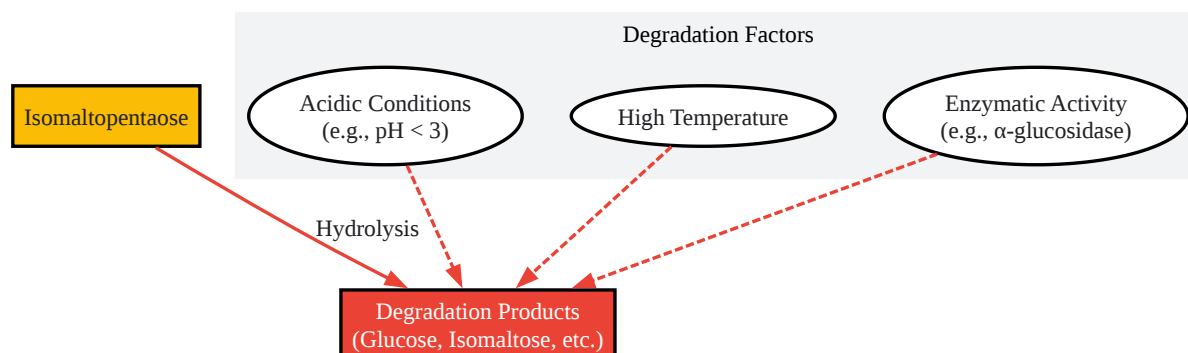 Degradation Factors
Isomaltopentaose
Acidic Conditions
(e.g., pH < 3)
High Temperature
Enzymatic Activity
(e.g., α-glucosidase)
Hydrolysis
Degradation Products
(Glucose, Isomaltose, etc.)